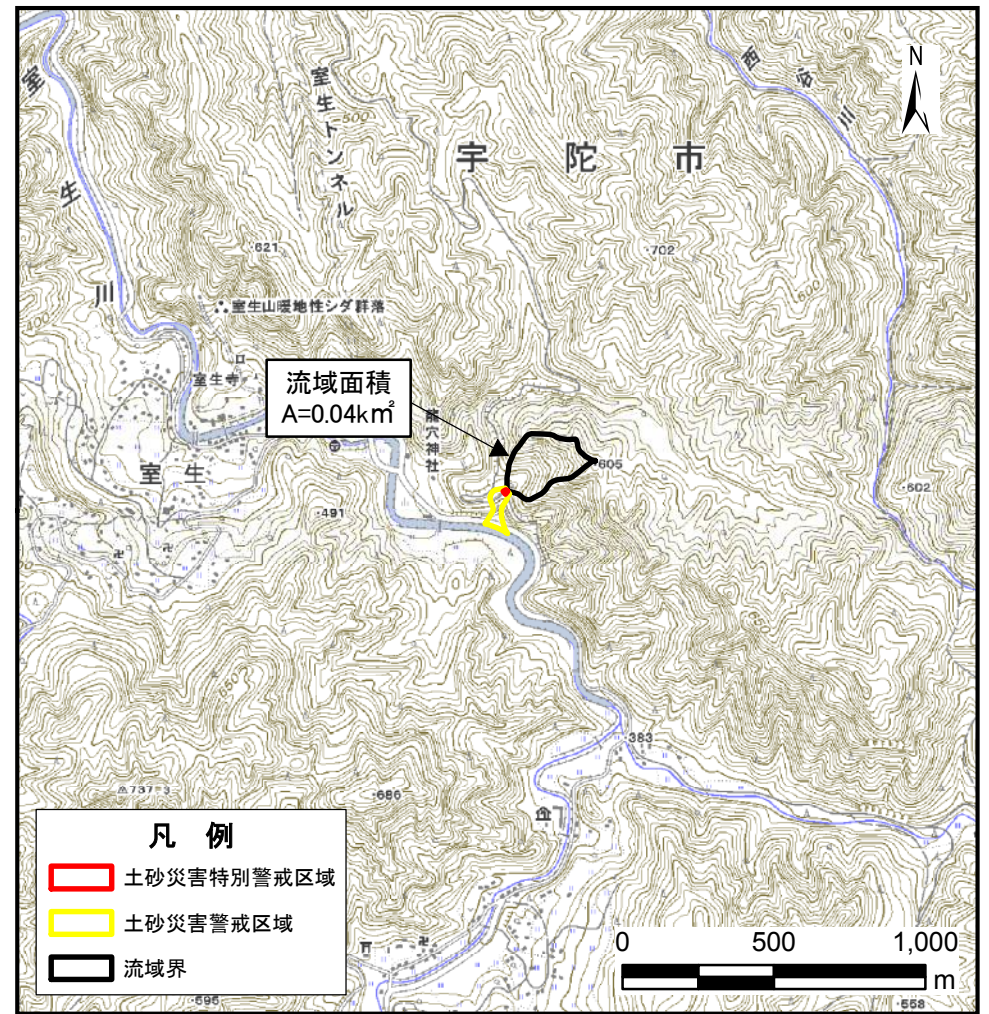 室生川
西谷川
N
室生トンネル
500
宇陀市
621
702
室生山暖地性シダ群落
室生寺
流域面積
A=0.04k㎡
龍穴神社
605
室生
602
491
650
383
737.3
686
凡 例
土砂災害特別警戒区域
土砂災害警戒区域
流域界
0 500 1,000
m
595
558